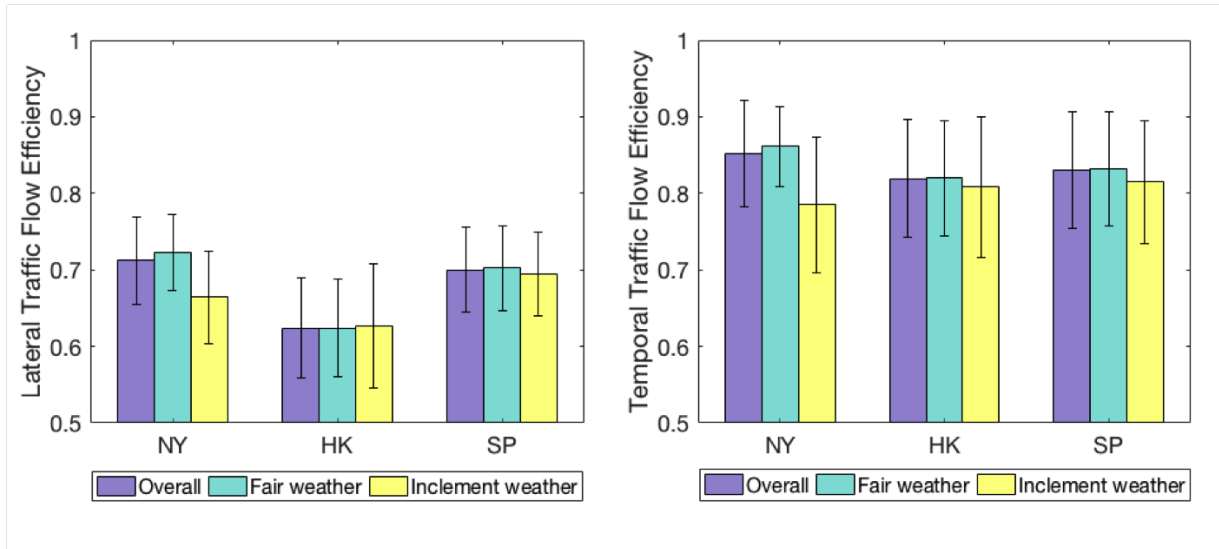 Lateral Traffic Flow Efficiency
1
0.9
0.8
0.7
0.6
0.5
NY HK SP
Overall Fair weather Inclement weather
Temporal Traffic Flow Efficiency
1
0.9
0.8
0.7
0.6
0.5
NY HK SP
Overall Fair weather Inclement weather